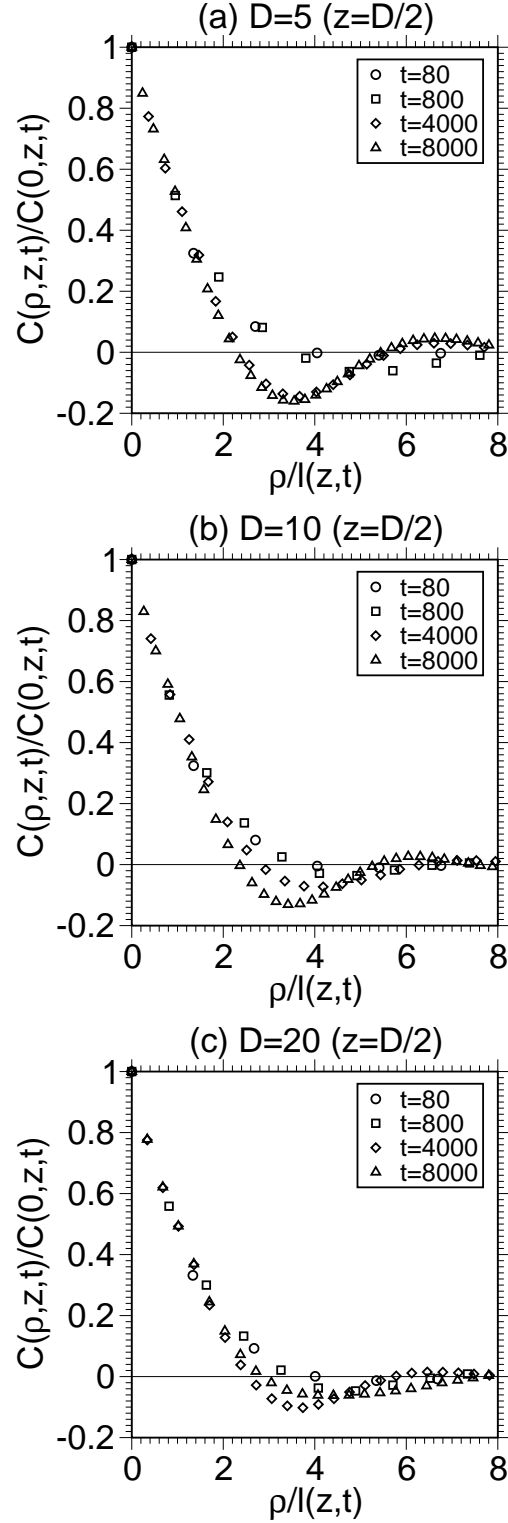 (a) D=5 (z=D/2)
1
0.8
0.6
0.4
0.2
0
-0.2
C(ρ,z,t)/C(0,z,t)
t=80
t=800
t=4000
t=8000
0 2 4 6 8
ρ/l(z,t)
(b) D=10 (z=D/2)
1
0.8
0.6
0.4
0.2
0
-0.2
C(ρ,z,t)/C(0,z,t)
t=80
t=800
t=4000
t=8000
0 2 4 6 8
ρ/l(z,t)
(c) D=20 (z=D/2)
1
0.8
0.6
0.4
0.2
0
-0.2
C(ρ,z,t)/C(0,z,t)
t=80
t=800
t=4000
t=8000
0 2 4 6 8
ρ/l(z,t)